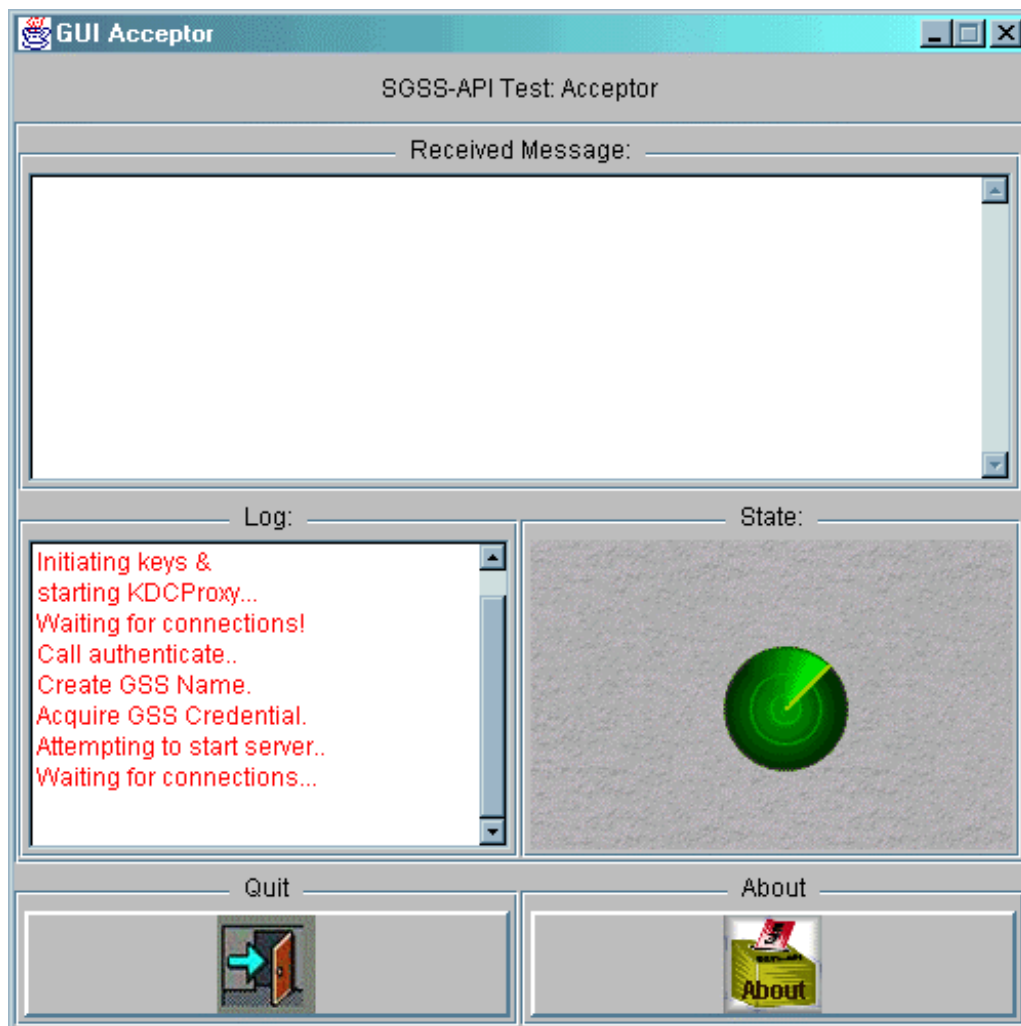 GUI Acceptor
SGSS-API Test: Acceptor
Received Message:
Log:
State:
Initiating keys &
starting KDCProxy...
Waiting for connections!
Call authenticate..
Create GSS Name.
Acquire GSS Credential.
Attempting to start server..
Waiting for connections...
Quit
About
About